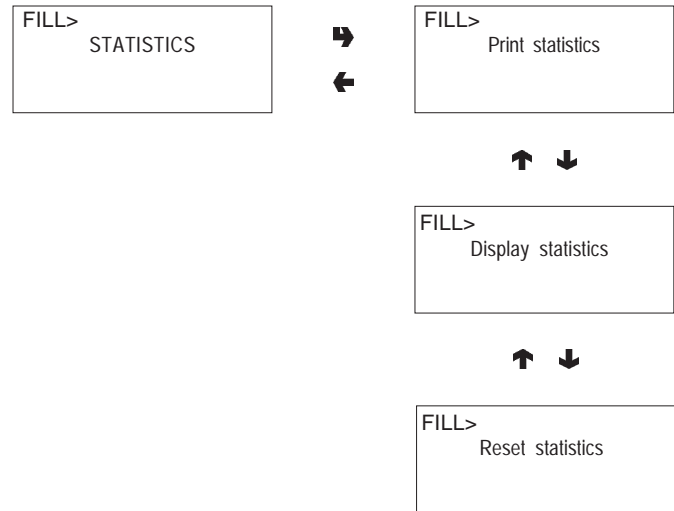 FILL>
STATISTICS
FILL>
Print statistics
FILL>
Display statistics
FILL>
Reset statistics